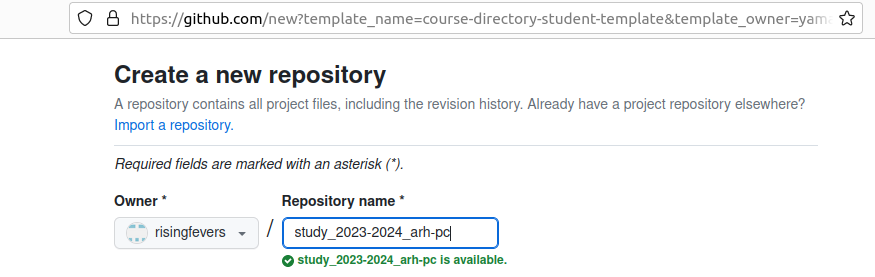 https://github.com/new?template_name=course-directory-student-template&template_owner=yam
Create a new repository
A repository contains all project files, including the revision history. Already have a project repository elsewhere?
Import a repository.
Required fields are marked with an asterisk (*).
Owner * Repository name *
risingfevers / study_2023-2024_arh-pc
study_2023-2024_arh-pc is available.